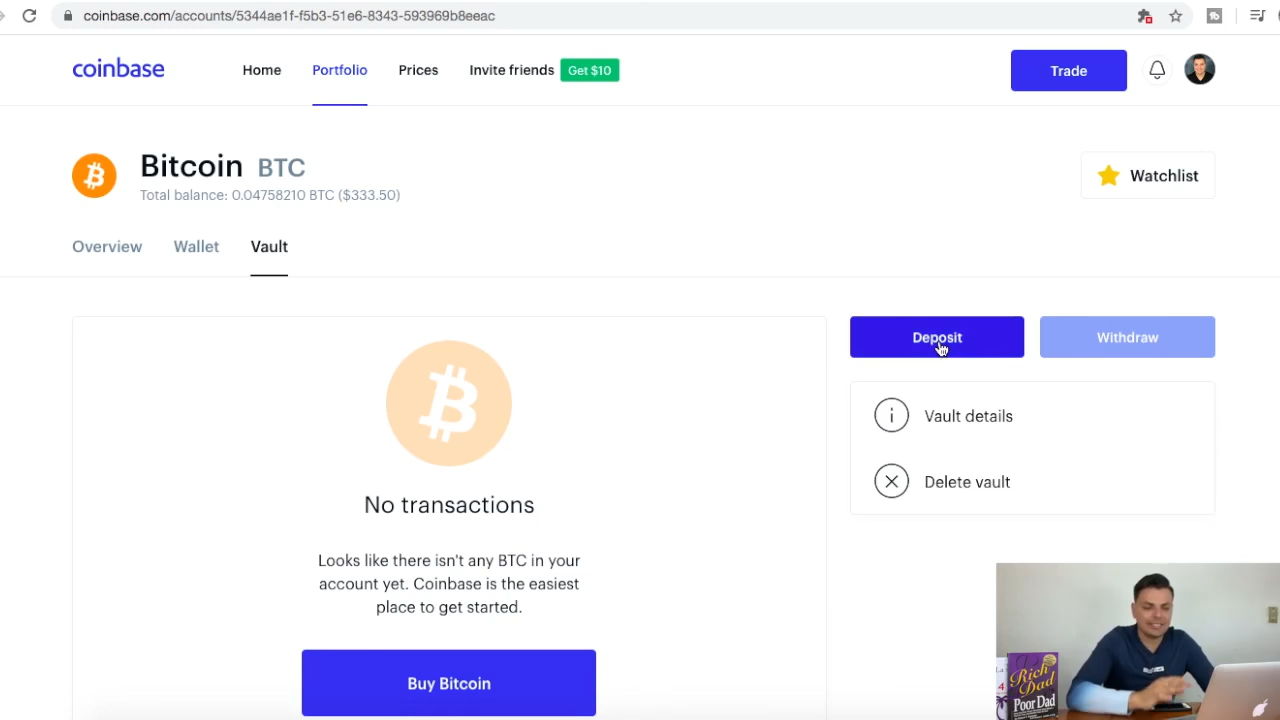 coinbase.com/accounts/5344ae1f-f5b3-51e6-8343-593969b8eeac
coinbase
Home
Portfolio
Prices
Invite friends
Get $10
Trade
Bitcoin BTC
Total balance: 0.04758210 BTC ($333.50)
Watchlist
Overview
Wallet
Vault
Deposit
Withdraw
Vault details
Delete vault
No transactions
Looks like there isn't any BTC in your
account yet. Coinbase is the easiest
place to get started.
Buy Bitcoin
Rich
Dad
Poor Dad